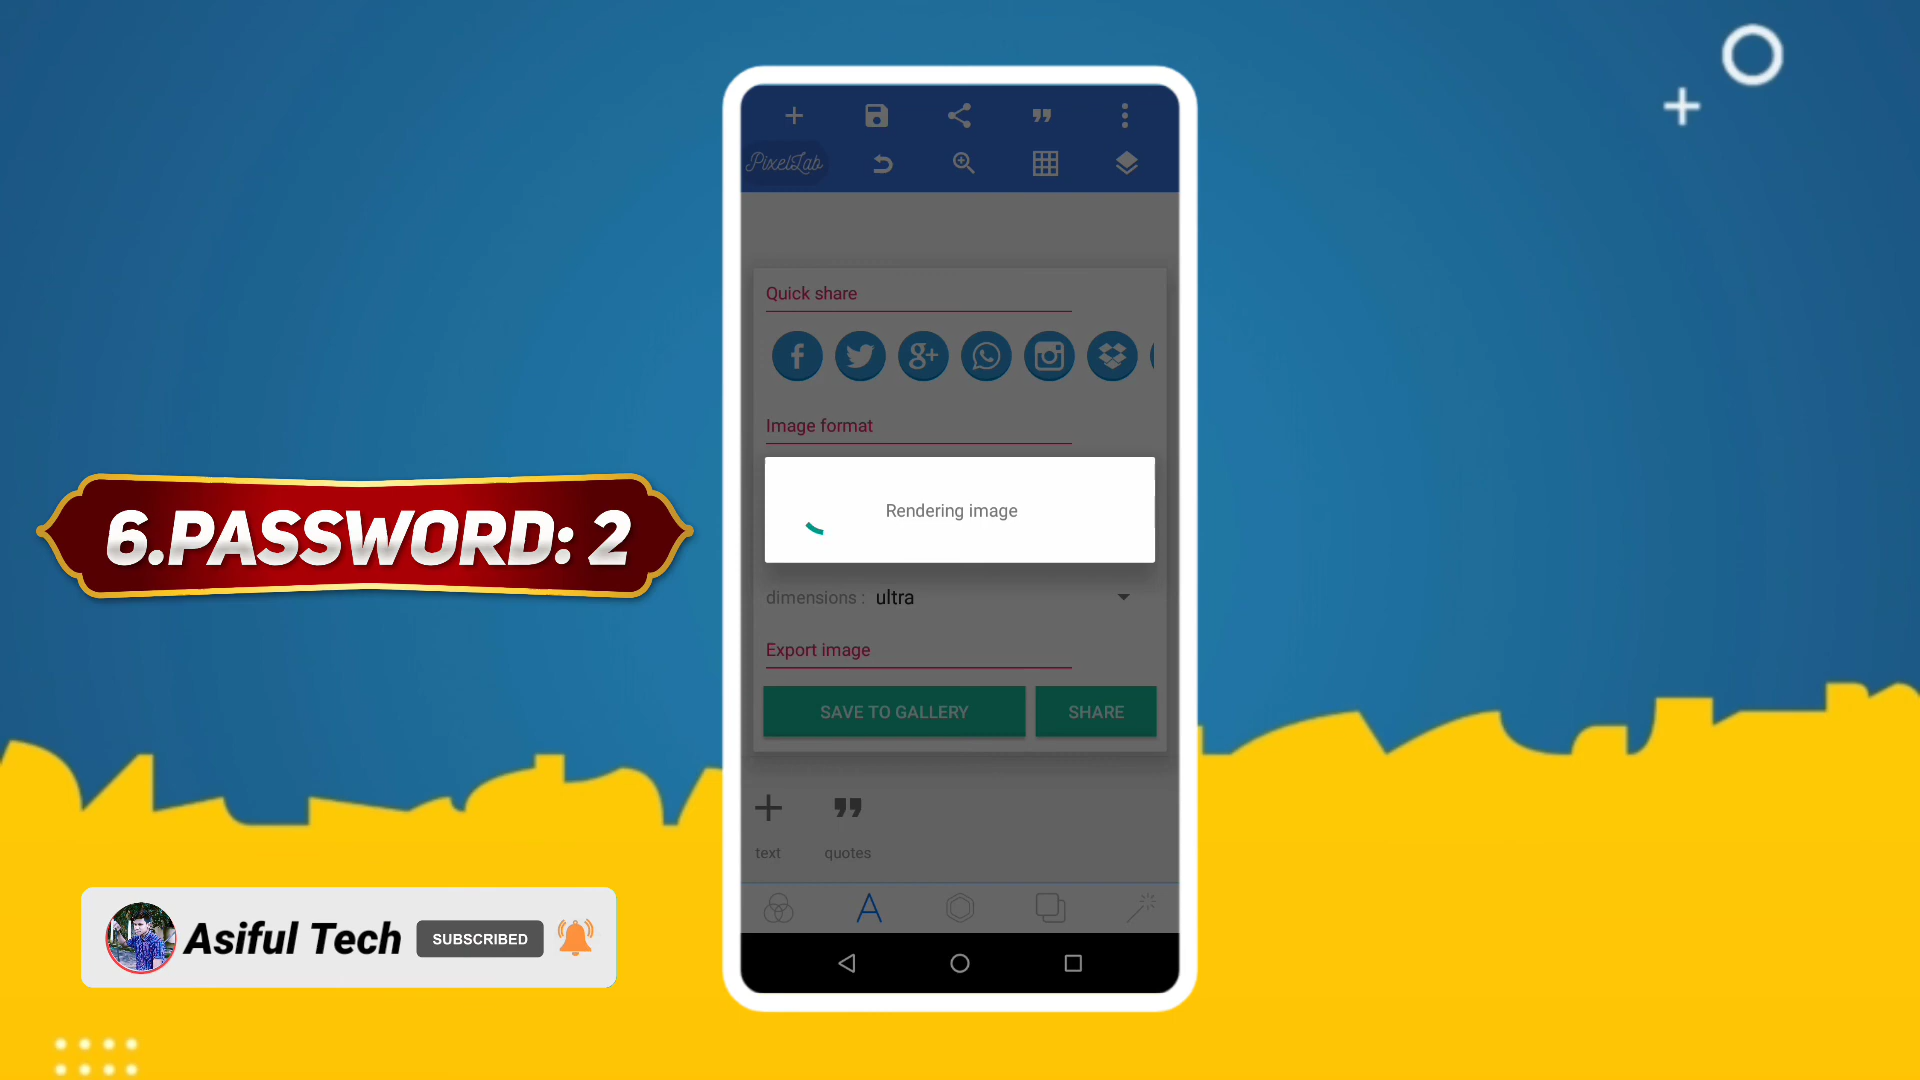 PixelLab
Quick share
Image format
Rendering image
dimensions : ultra
Export image
SAVE TO GALLERY
SHARE
text
quotes
6.PASSWORD: 2
Asiful Tech
SUBSCRIBED